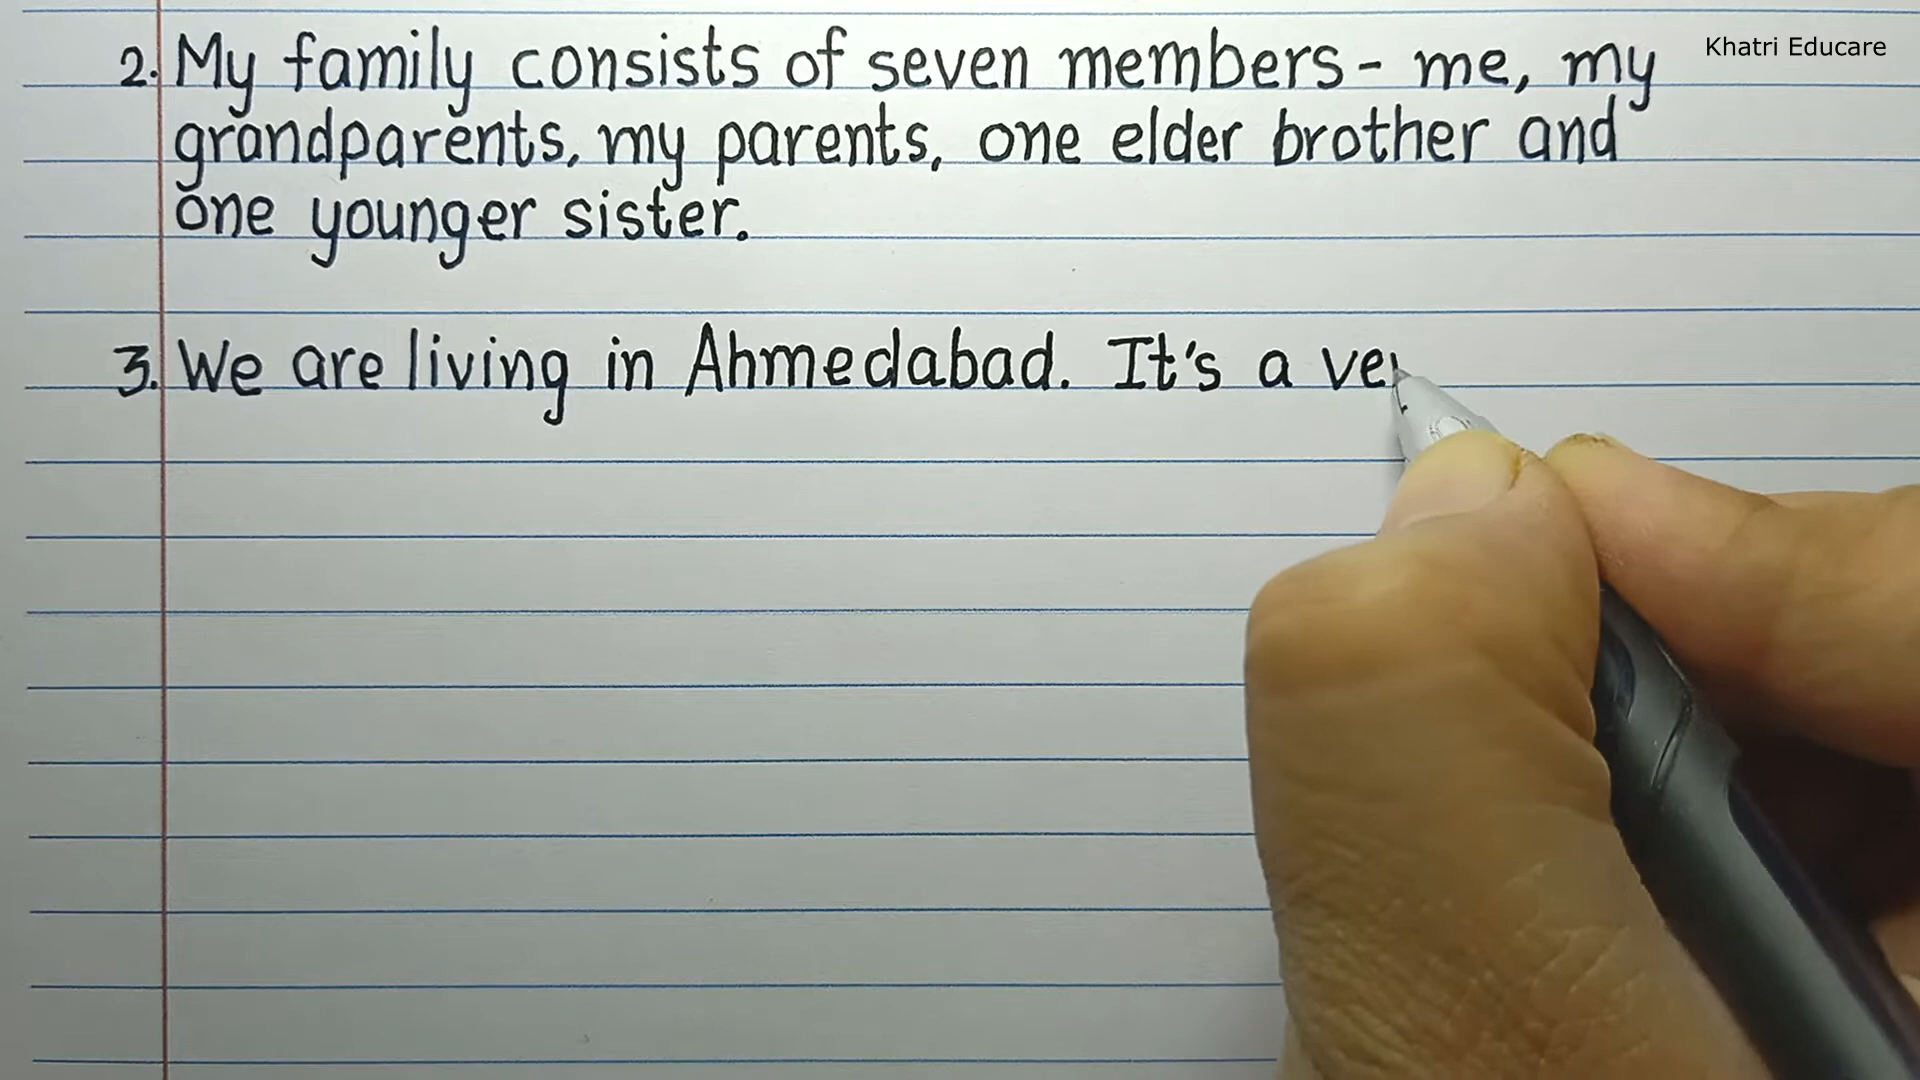 Khatri Educare
2. My family consists of seven members - me, my
grandparents, my parents, one elder brother and
one younger sister.
3. We are living in Ahmedabad. It's a